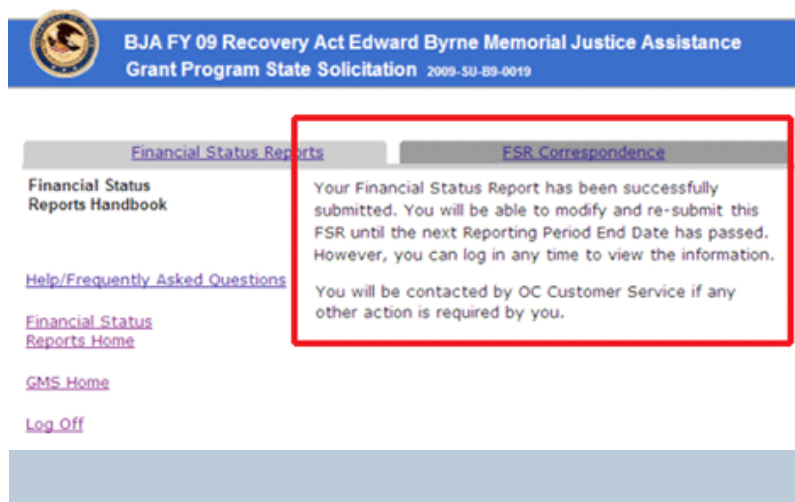 BJA FY 09 Recovery Act Edward Byrne Memorial Justice Assistance
Grant Program State Solicitation 2009-SU-B9-0019
Financial Status Reports
FSR Correspondence
Financial Status
Reports Handbook
Help/Frequently Asked Questions
Financial Status
Reports Home
GMS Home
Log Off
Your Financial Status Report has been successfully
submitted. You will be able to modify and re-submit this
FSR until the next Reporting Period End Date has passed.
However, you can log in any time to view the information.
You will be contacted by OC Customer Service if any
other action is required by you.